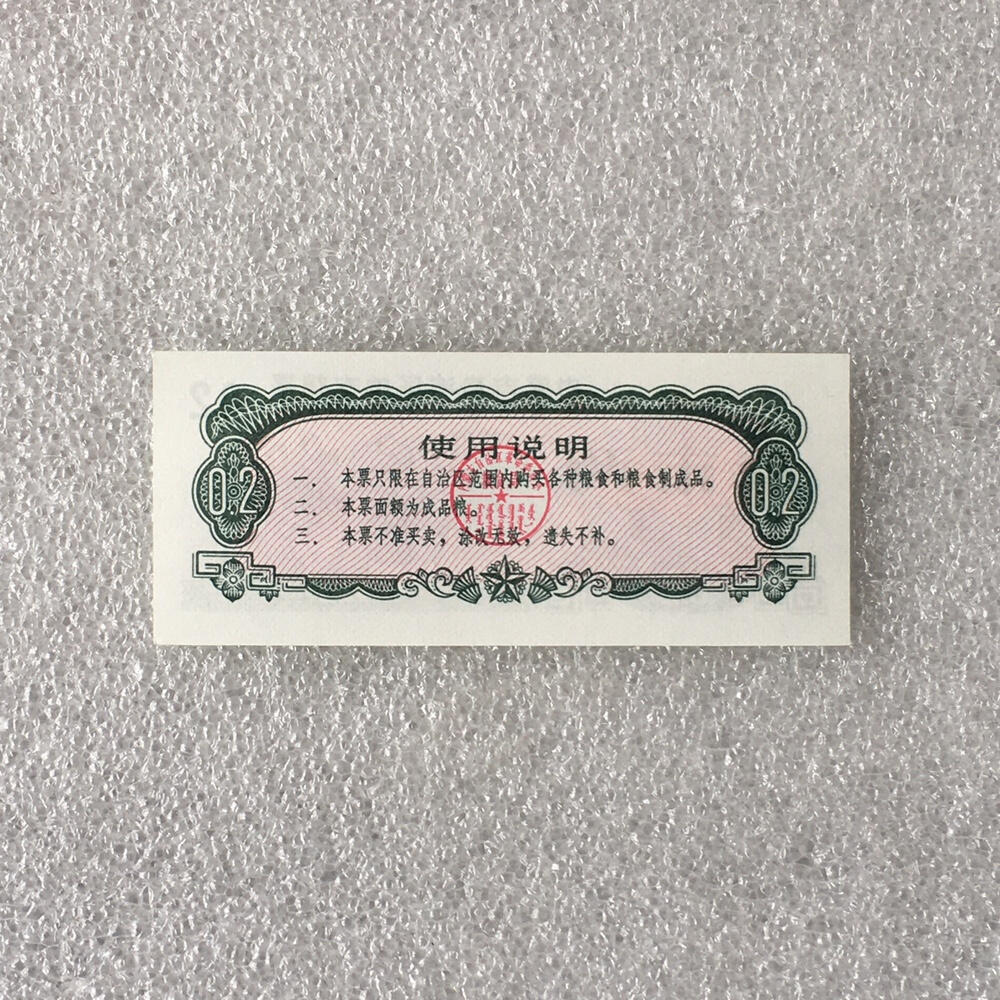 使用说明
0.2
0.2
一. 本票只限在自治区范围内购买各种粮食和粮食制成品。
二. 本票面额为成品粮。
三. 本票不准买卖，涂改无效，遗失不补。